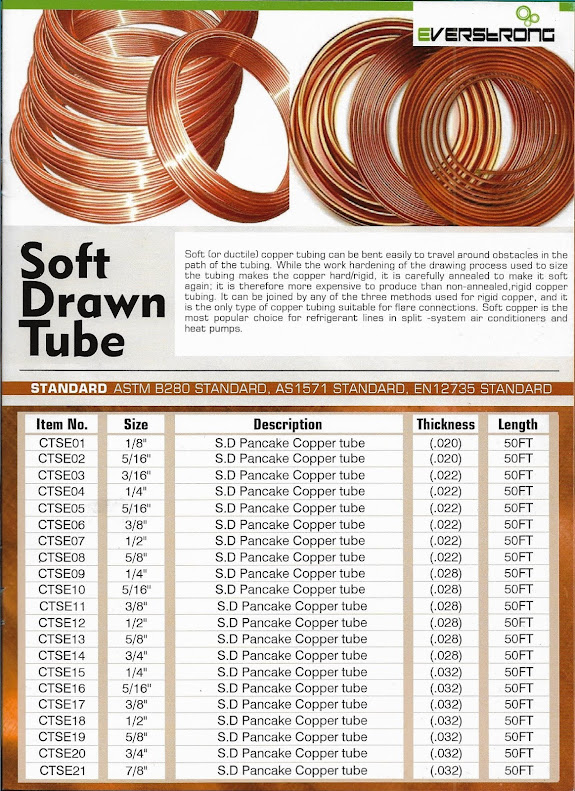 EVERSTRONG
Soft
Drawn
Tube
Soft (or ductile) copper tubing can be bent easily to travel around obstacles in the
path of the tubing. While the work hardening of the drawing process used to size
the tubing makes the copper hard/rigid, it is carefully annealed to make it soft
again; it is therefore more expensive to produce than non-annealed,rigid copper
tubing. It can be joined by any of the three methods used for rigid copper, and it
is the only type of copper tubing suitable for flare connections. Soft copper is the
most popular choice for refrigerant lines in split -system air conditioners and
heat pumps.
STANDARD ASTM B280 STANDARD, AS1571 STANDARD, EN12735 STANDARD
Item No. Size Description Thickness Length
CTSE01 1/8" S.D Pancake Copper tube (.020) 50FT
CTSE02 5/16" S.D Pancake Copper tube (.020) 50FT
CTSE03 3/16" S.D Pancake Copper tube (.022) 50FT
CTSE04 1/4" S.D Pancake Copper tube (.022) 50FT
CTSE05 5/16" S.D Pancake Copper tube (.022) 50FT
CTSE06 3/8" S.D Pancake Copper tube (.022) 50FT
CTSE07 1/2" S.D Pancake Copper tube (.022) 50FT
CTSE08 5/8" S.D Pancake Copper tube (.022) 50FT
CTSE09 1/4" S.D Pancake Copper tube (.028) 50FT
CTSE10 5/16" S.D Pancake Copper tube (.028) 50FT
CTSE11 3/8" S.D Pancake Copper tube (.028) 50FT
CTSE12 1/2" S.D Pancake Copper tube (.028) 50FT
CTSE13 5/8" S.D Pancake Copper tube (.028) 50FT
CTSE14 3/4" S.D Pancake Copper tube (.028) 50FT
CTSE15 1/4" S.D Pancake Copper tube (.032) 50FT
CTSE16 5/16" S.D Pancake Copper tube (.032) 50FT
CTSE17 3/8" S.D Pancake Copper tube (.032) 50FT
CTSE18 1/2" S.D Pancake Copper tube (.032) 50FT
CTSE19 5/8" S.D Pancake Copper tube (.032) 50FT
CTSE20 3/4" S.D Pancake Copper tube (.032) 50FT
CTSE21 7/8" S.D Pancake Copper tube (.032) 50FT